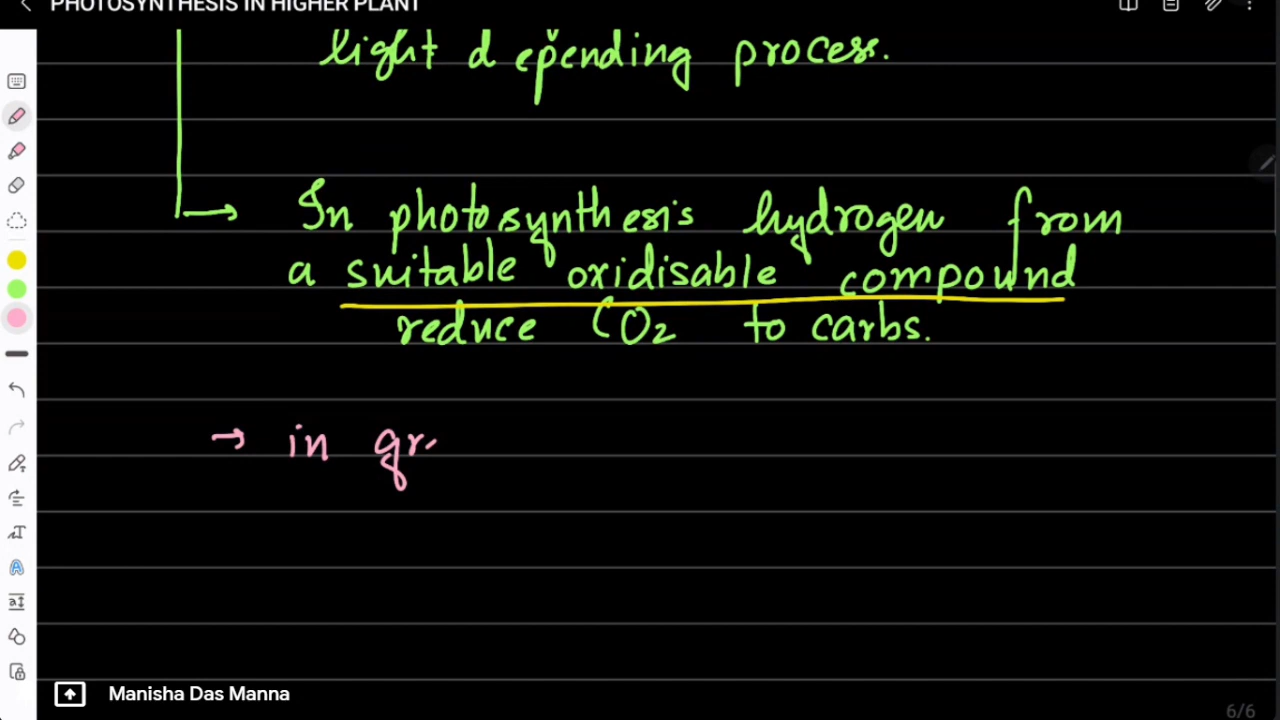 PHOTOSYNTHESIS IN HIGHER PLANT
light depending process.
In photosynthesis hydrogen from
a suitable oxidisable compound
reduce CO2 to carbs.
→ in gr
Manisha Das Manna
6/6